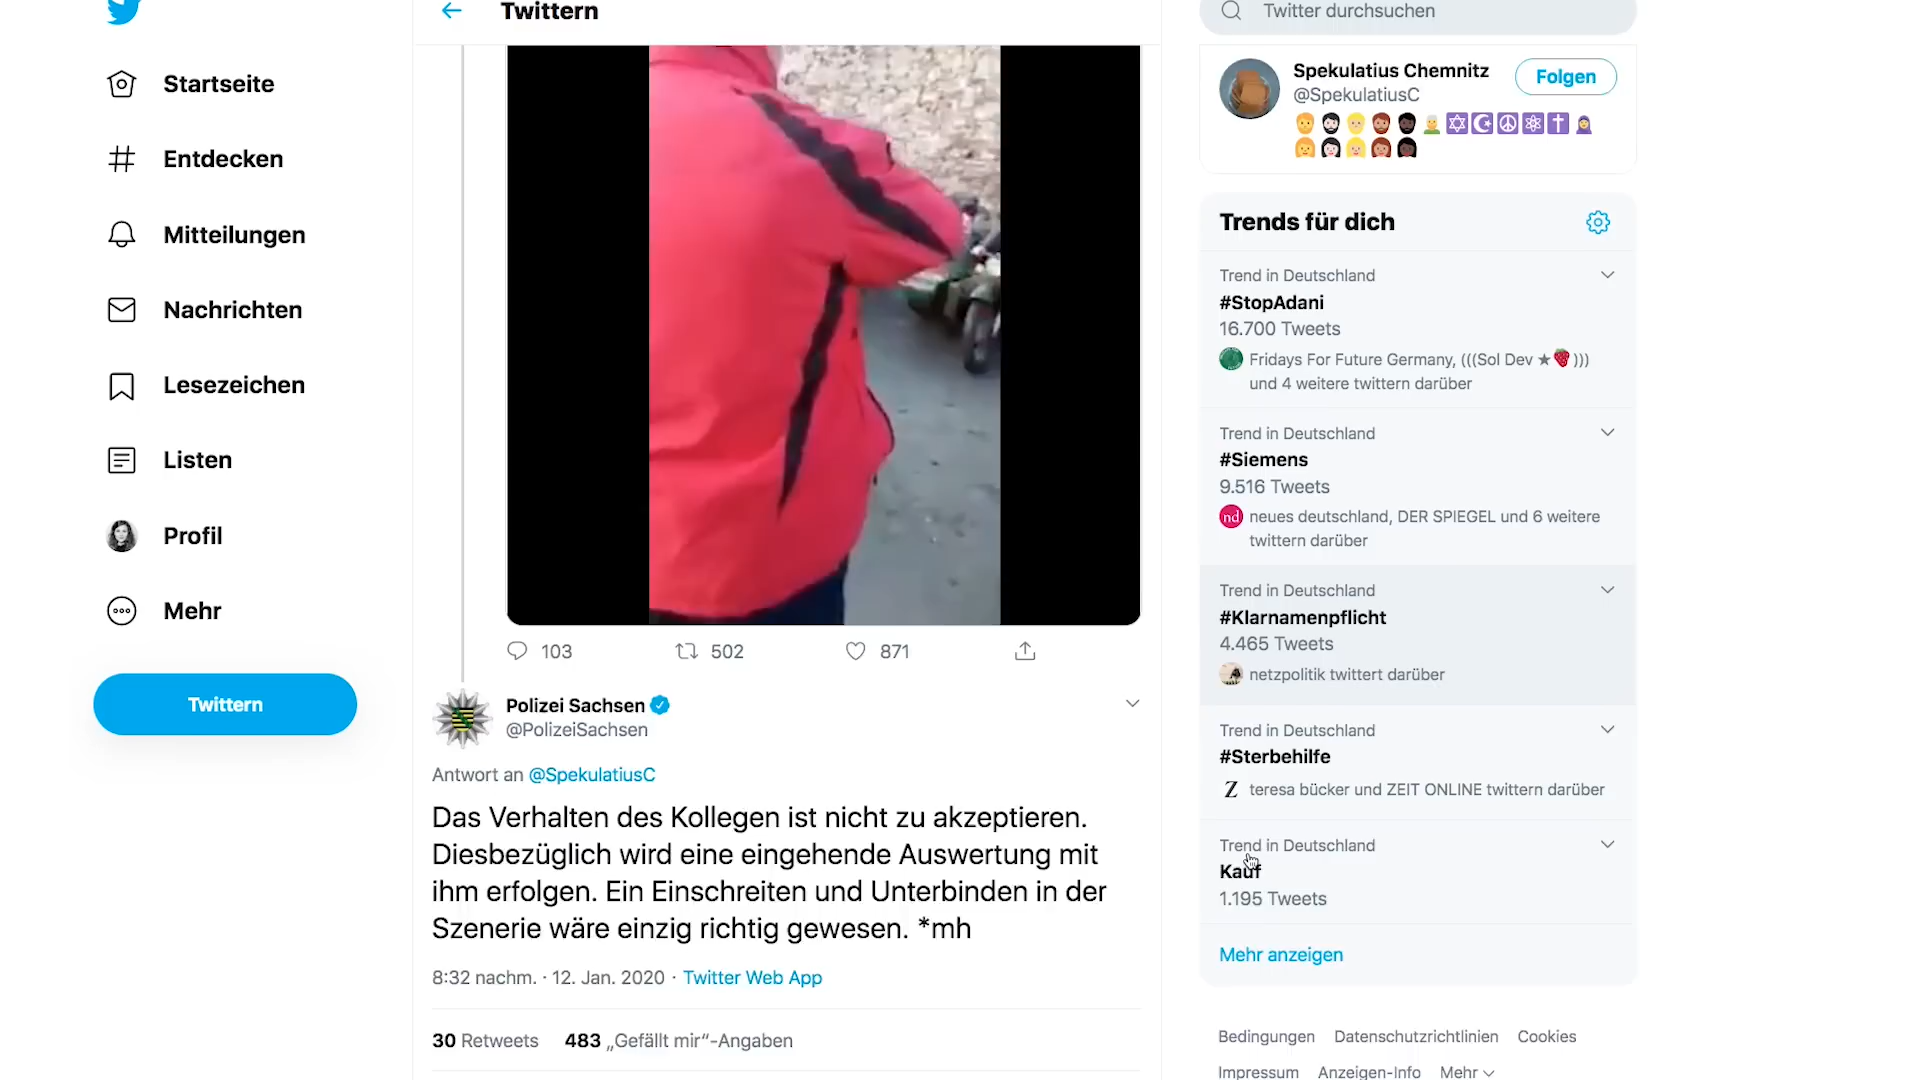 Twittern
Startseite
Entdecken
Mitteilungen
Nachrichten
Lesezeichen
Listen
Profil
Mehr
Twittern
103
502
871
Polizei Sachsen
@PolizeiSachsen
Antwort an @SpekulatiusC
Das Verhalten des Kollegen ist nicht zu akzeptieren.
Diesbezüglich wird eine eingehende Auswertung mit
ihm erfolgen. Ein Einschreiten und Unterbinden in der
Szenerie wäre einzig richtig gewesen. *mh
8:32 nachm. · 12. Jan. 2020 · Twitter Web App
30 Retweets 483 „Gefällt mir“-Angaben
Twitter durchsuchen
Spekulatius Chemnitz
@SpekulatiusC
Folgen
Trends für dich
Trend in Deutschland
#StopAdani
16.700 Tweets
Fridays For Future Germany, (((Sol Dev ★🍓)))
und 4 weitere twittern darüber
Trend in Deutschland
#Siemens
9.516 Tweets
nd
neues deutschland, DER SPIEGEL und 6 weitere
twittern darüber
Trend in Deutschland
#Klarnamenpflicht
4.465 Tweets
netzpolitik twittert darüber
Trend in Deutschland
#Sterbehilfe
Z teresa bücker und ZEIT ONLINE twittern darüber
Trend in Deutschland
Kauf
1.195 Tweets
Mehr anzeigen
Bedingungen Datenschutzrichtlinien Cookies
Impressum Anzeigen-Info Mehr